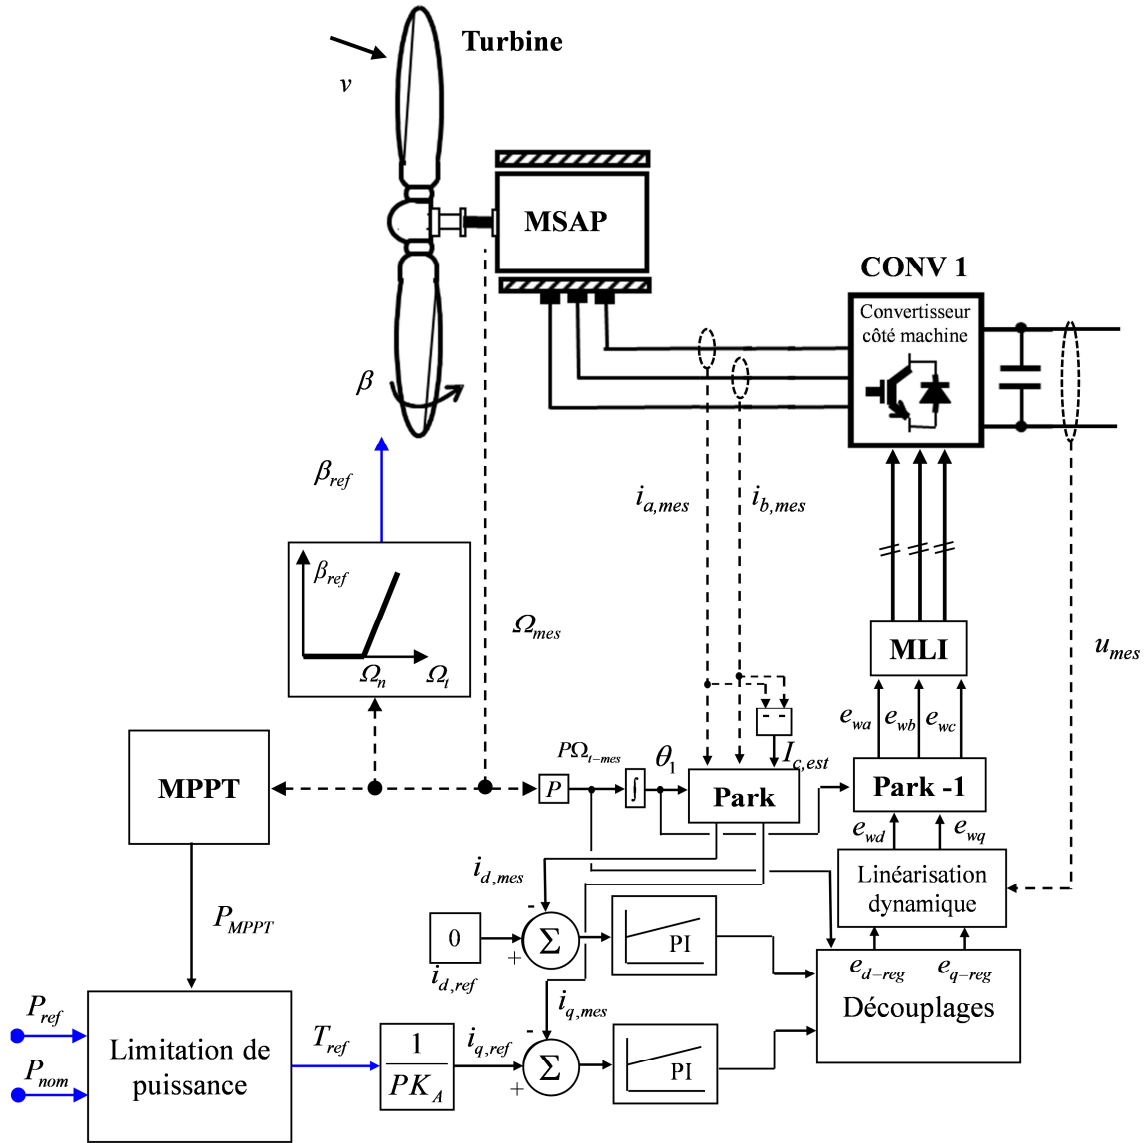 Turbine
v
MSAP
CONV 1
Convertisseur
côté machine
β
β_ref
i_a,mes
i_b,mes
β_ref
Ω_n
Ω_t
Ω_mes
MLI
u_mes
e_wa
e_wb
e_wc
MPPT
PΩ_t-mes
θ_1
I_c,est
P
∫
Park
Park -1
e_wd
e_wq
i_d,mes
Linéarisation
dynamique
P_MPPT
-
0
Σ
PI
+
i_d,ref
e_d-reg
e_q-reg
Découplages
i_q,mes
P_ref
Limitation de
puissance
T_ref
1
PK_A
i_q,ref
-
Σ
PI
+
P_nom
- -